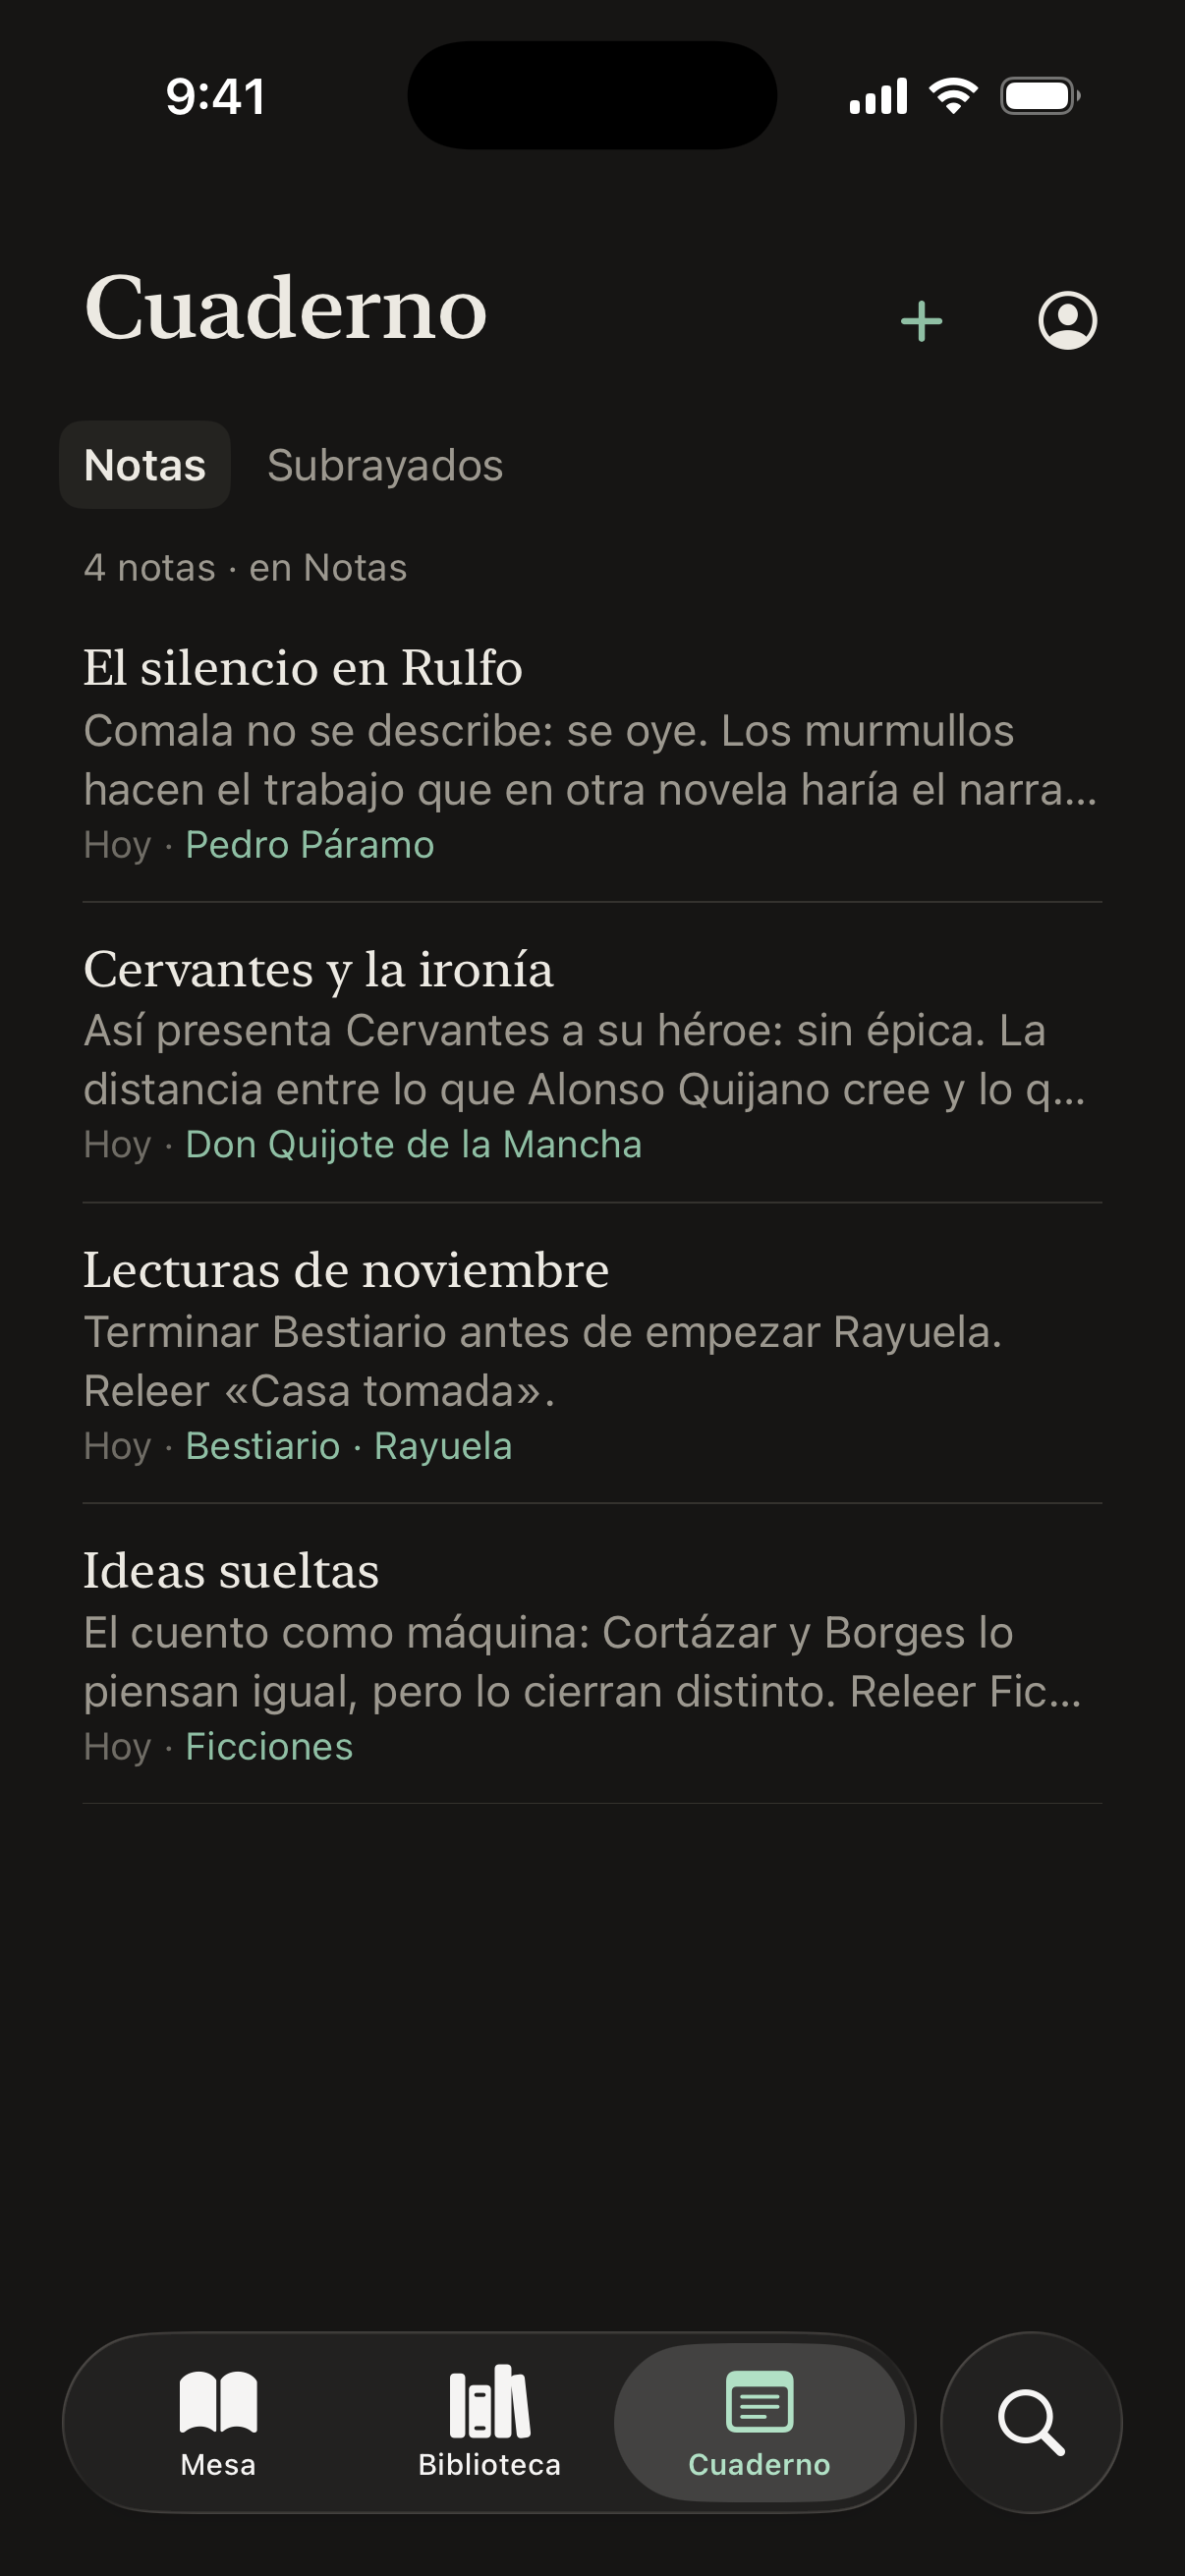 9:41
Cuaderno
Notas Subrayados
4 notas · en Notas
El silencio en Rulfo
Comala no se describe: se oye. Los murmullos
hacen el trabajo que en otra novela haría el narra...
Hoy · Pedro Páramo
Cervantes y la ironía
Así presenta Cervantes a su héroe: sin épica. La
distancia entre lo que Alonso Quijano cree y lo q...
Hoy · Don Quijote de la Mancha
Lecturas de noviembre
Terminar Bestiario antes de empezar Rayuela.
Releer «Casa tomada».
Hoy · Bestiario · Rayuela
Ideas sueltas
El cuento como máquina: Cortázar y Borges lo
piensan igual, pero lo cierran distinto. Releer Fic...
Hoy · Ficciones
Mesa Biblioteca Cuaderno